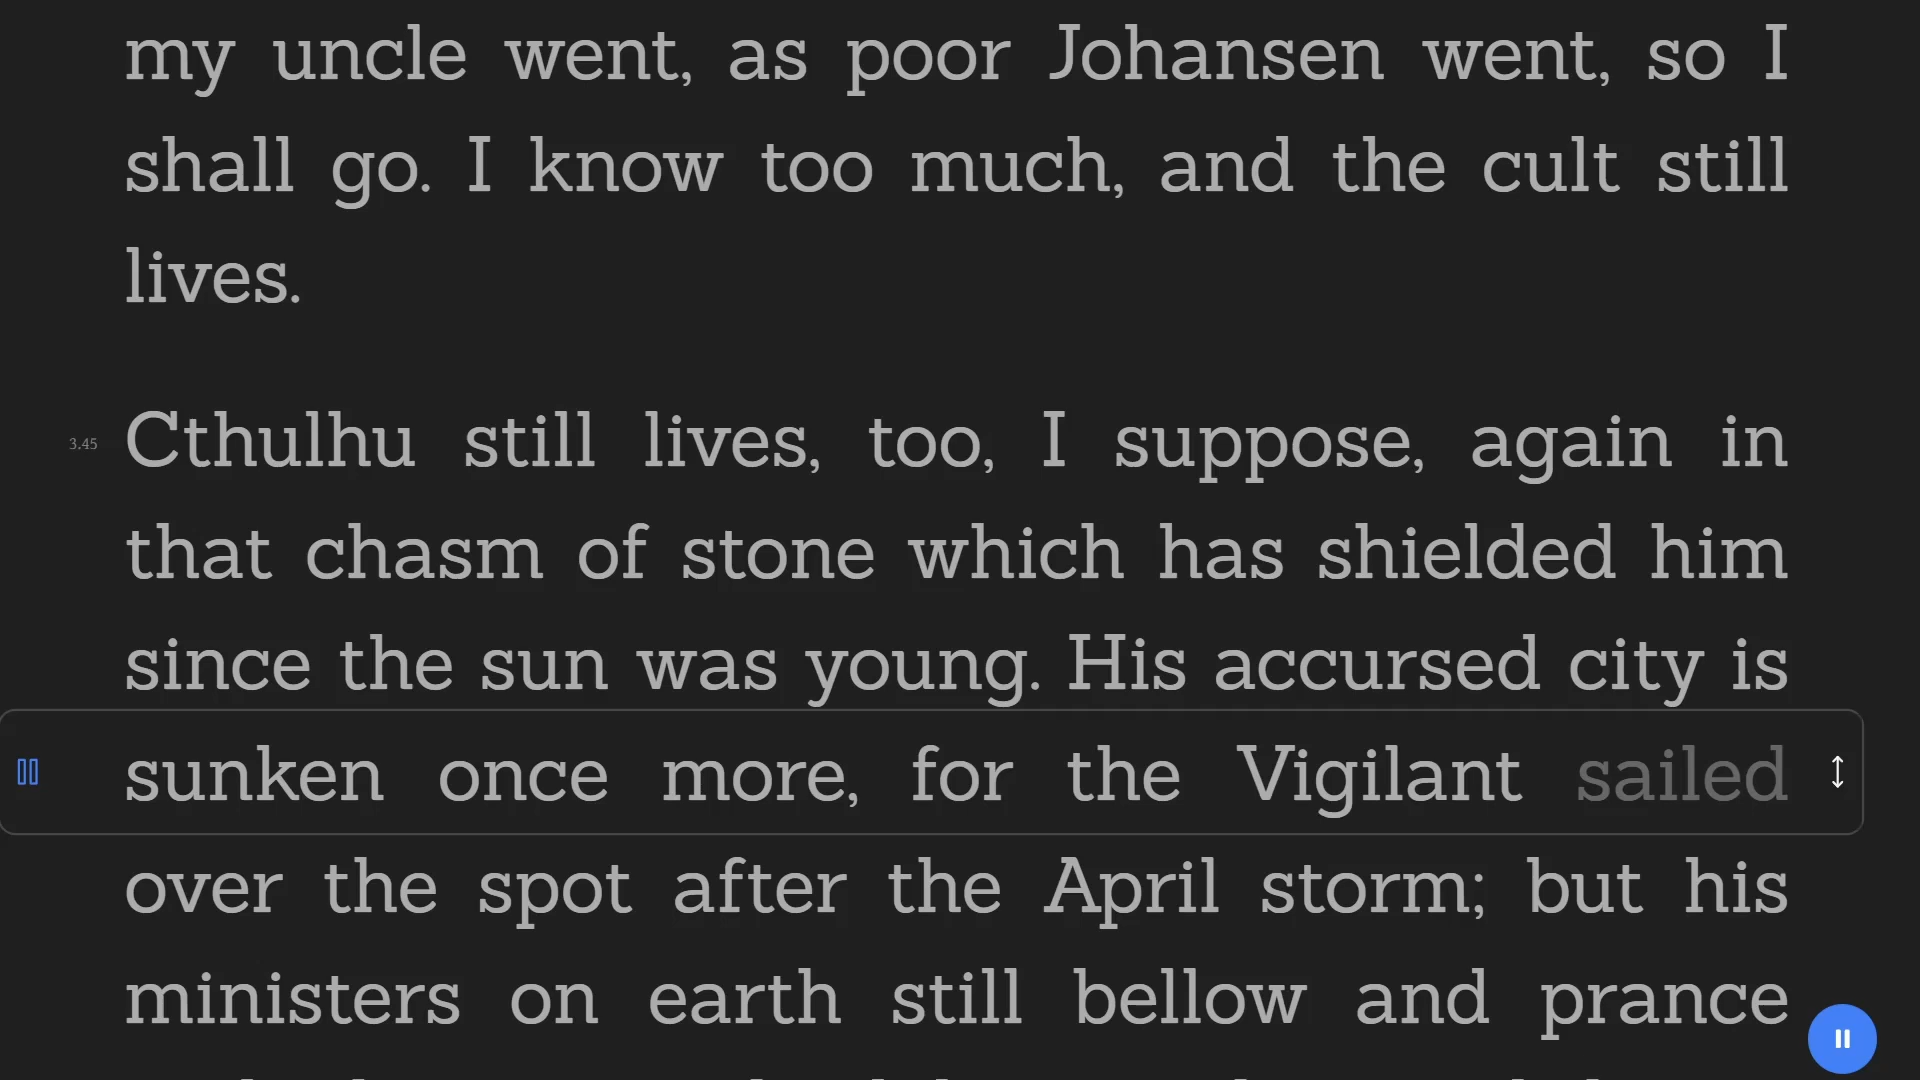 my uncle went, as poor Johansen went, so I
shall go. I know too much, and the cult still
lives.
3.45
Cthulhu still lives, too, I suppose, again in
that chasm of stone which has shielded him
since the sun was young. His accursed city is
sunken once more, for the Vigilant sailed
over the spot after the April storm; but his
ministers on earth still bellow and prance